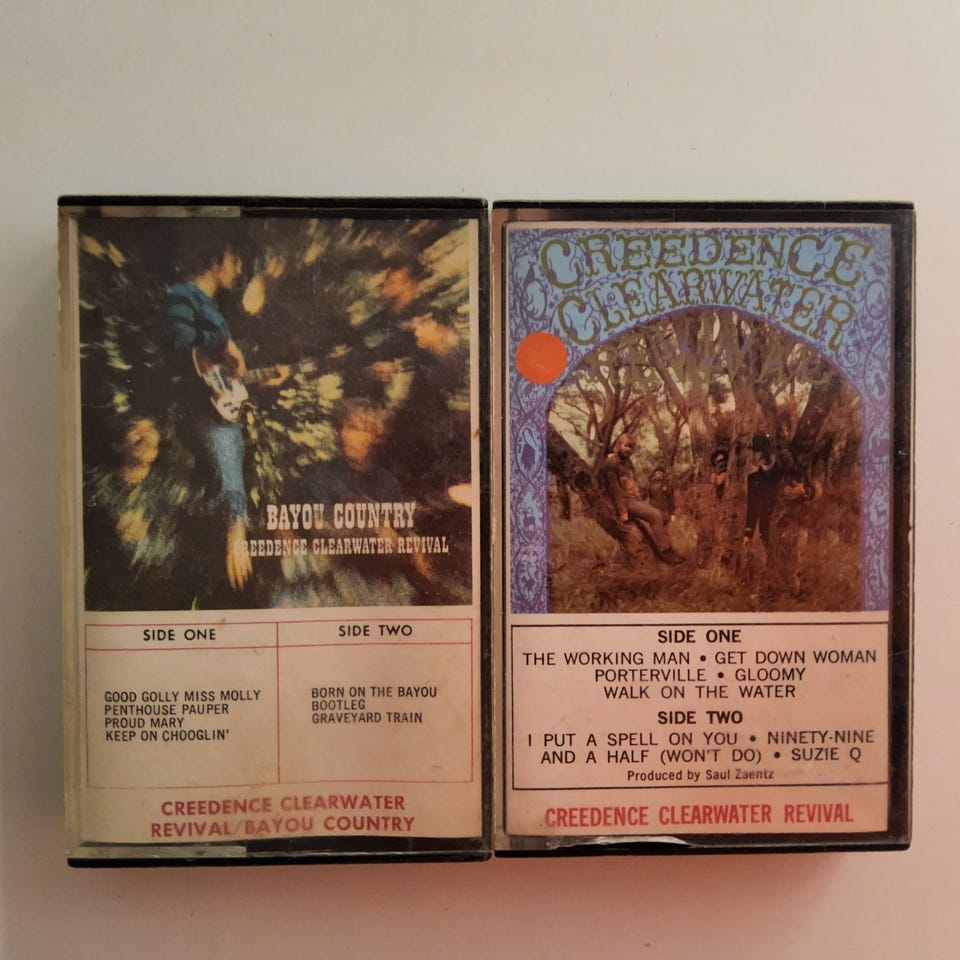 BAYOU COUNTRY
CREEDENCE CLEARWATER REVIVAL
SIDE ONE
GOOD GOLLY MISS MOLLY
PENTHOUSE PAUPER
PROUD MARY
KEEP ON CHOOGLIN'
SIDE TWO
BORN ON THE BAYOU
BOOTLEG
GRAVEYARD TRAIN
CREEDENCE CLEARWATER
REVIVAL/BAYOU COUNTRY
CREEDENCE
CLEARWATER
REVIVAL
SIDE ONE
THE WORKING MAN • GET DOWN WOMAN
PORTERVILLE • GLOOMY
WALK ON THE WATER
SIDE TWO
I PUT A SPELL ON YOU • NINETY-NINE
AND A HALF (WON'T DO) • SUZIE Q
Produced by Saul Zaentz
CREEDENCE CLEARWATER REVIVAL